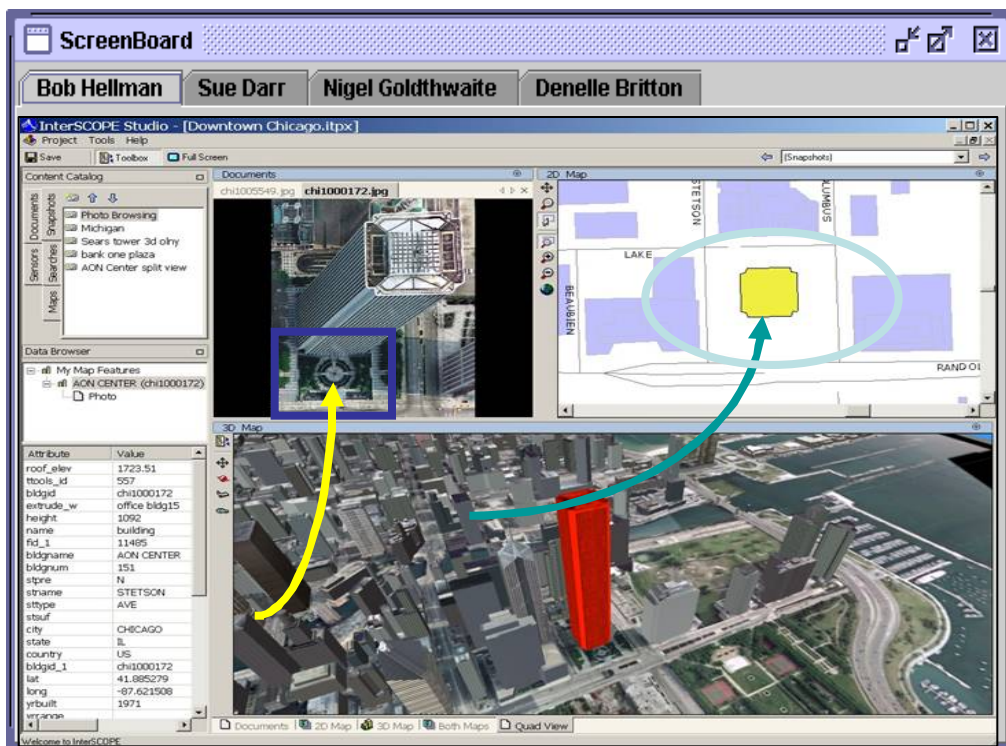 ScreenBoard
Bob Hellman Sue Darr Nigel Goldthwaite Denelle Britton
InterSCOPE Studio - [Downtown Chicago.itpx]
Project Tools Help
Save Toolbox Full Screen (Snapshots)
Content Catalog
Documents
Snapshots
Sensors
Searches
Maps
Photo Browsing
Michigan
Sears tower 3d olny
bank one plaza
AON Center split view
Data Browser
My Map Features
AON CENTER (chi1000172)
Photo
Attribute Value
roof_elev 1723.51
ttools_id 557
bldgid chi1000172
extrude_w office bldg15
height 1092
name building
fid_1 11485
bldgname AON CENTER
bldgnum 151
stpre N
stname STETSON
sttype AVE
stsuf
city CHICAGO
state IL
country US
bldgid_1 chi1000172
lat 41.885279
long -87.621508
yrbuilt 1971
yrrange
Documents
chi1005549.jpg chi1000172.jpg
2D Map
STETSON
LUMBUS
LAKE
BEAUBIEN
RANDOL
3D Map
Documents 2D Map 3D Map Both Maps Quad View
Welcome to InterSCOPE